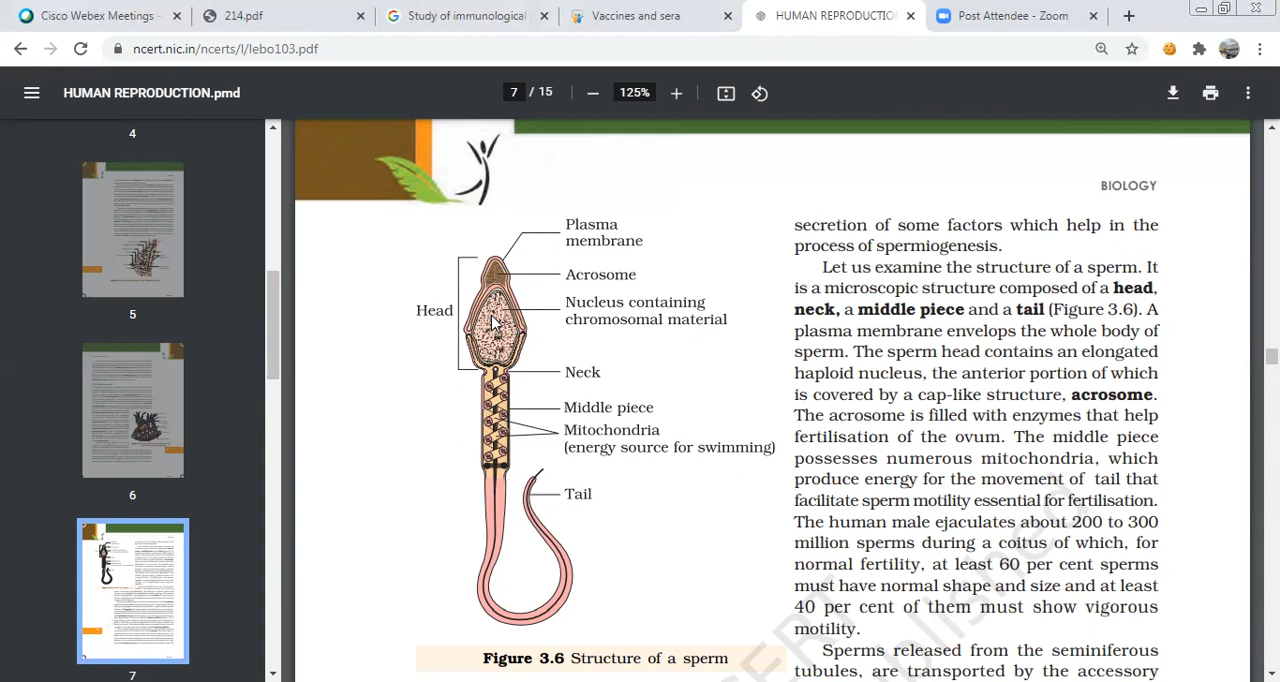 Cisco Webex Meetings -
214.pdf
Study of immunological
Vaccines and sera
HUMAN REPRODUCTIO
Post Attendee - Zoom
ncert.nic.in/ncerts/l/lebo103.pdf
HUMAN REPRODUCTION.pmd
7 / 15
125%
4
5
6
7
BIOLOGY
Plasma
membrane
Acrosome
Head
Nucleus containing
chromosomal material
Neck
Middle piece
Mitochondria
(energy source for swimming)
Tail
Figure 3.6 Structure of a sperm
secretion of some factors which help in the
process of spermiogenesis.
Let us examine the structure of a sperm. It
is a microscopic structure composed of a head,
neck, a middle piece and a tail (Figure 3.6). A
plasma membrane envelops the whole body of
sperm. The sperm head contains an elongated
haploid nucleus, the anterior portion of which
is covered by a cap-like structure, acrosome.
The acrosome is filled with enzymes that help
fertilisation of the ovum. The middle piece
possesses numerous mitochondria, which
produce energy for the movement of tail that
facilitate sperm motility essential for fertilisation.
The human male ejaculates about 200 to 300
million sperms during a coitus of which, for
normal fertility, at least 60 per cent sperms
must have normal shape and size and at least
40 per cent of them must show vigorous
motility.
Sperms released from the seminiferous
tubules, are transported by the accessory